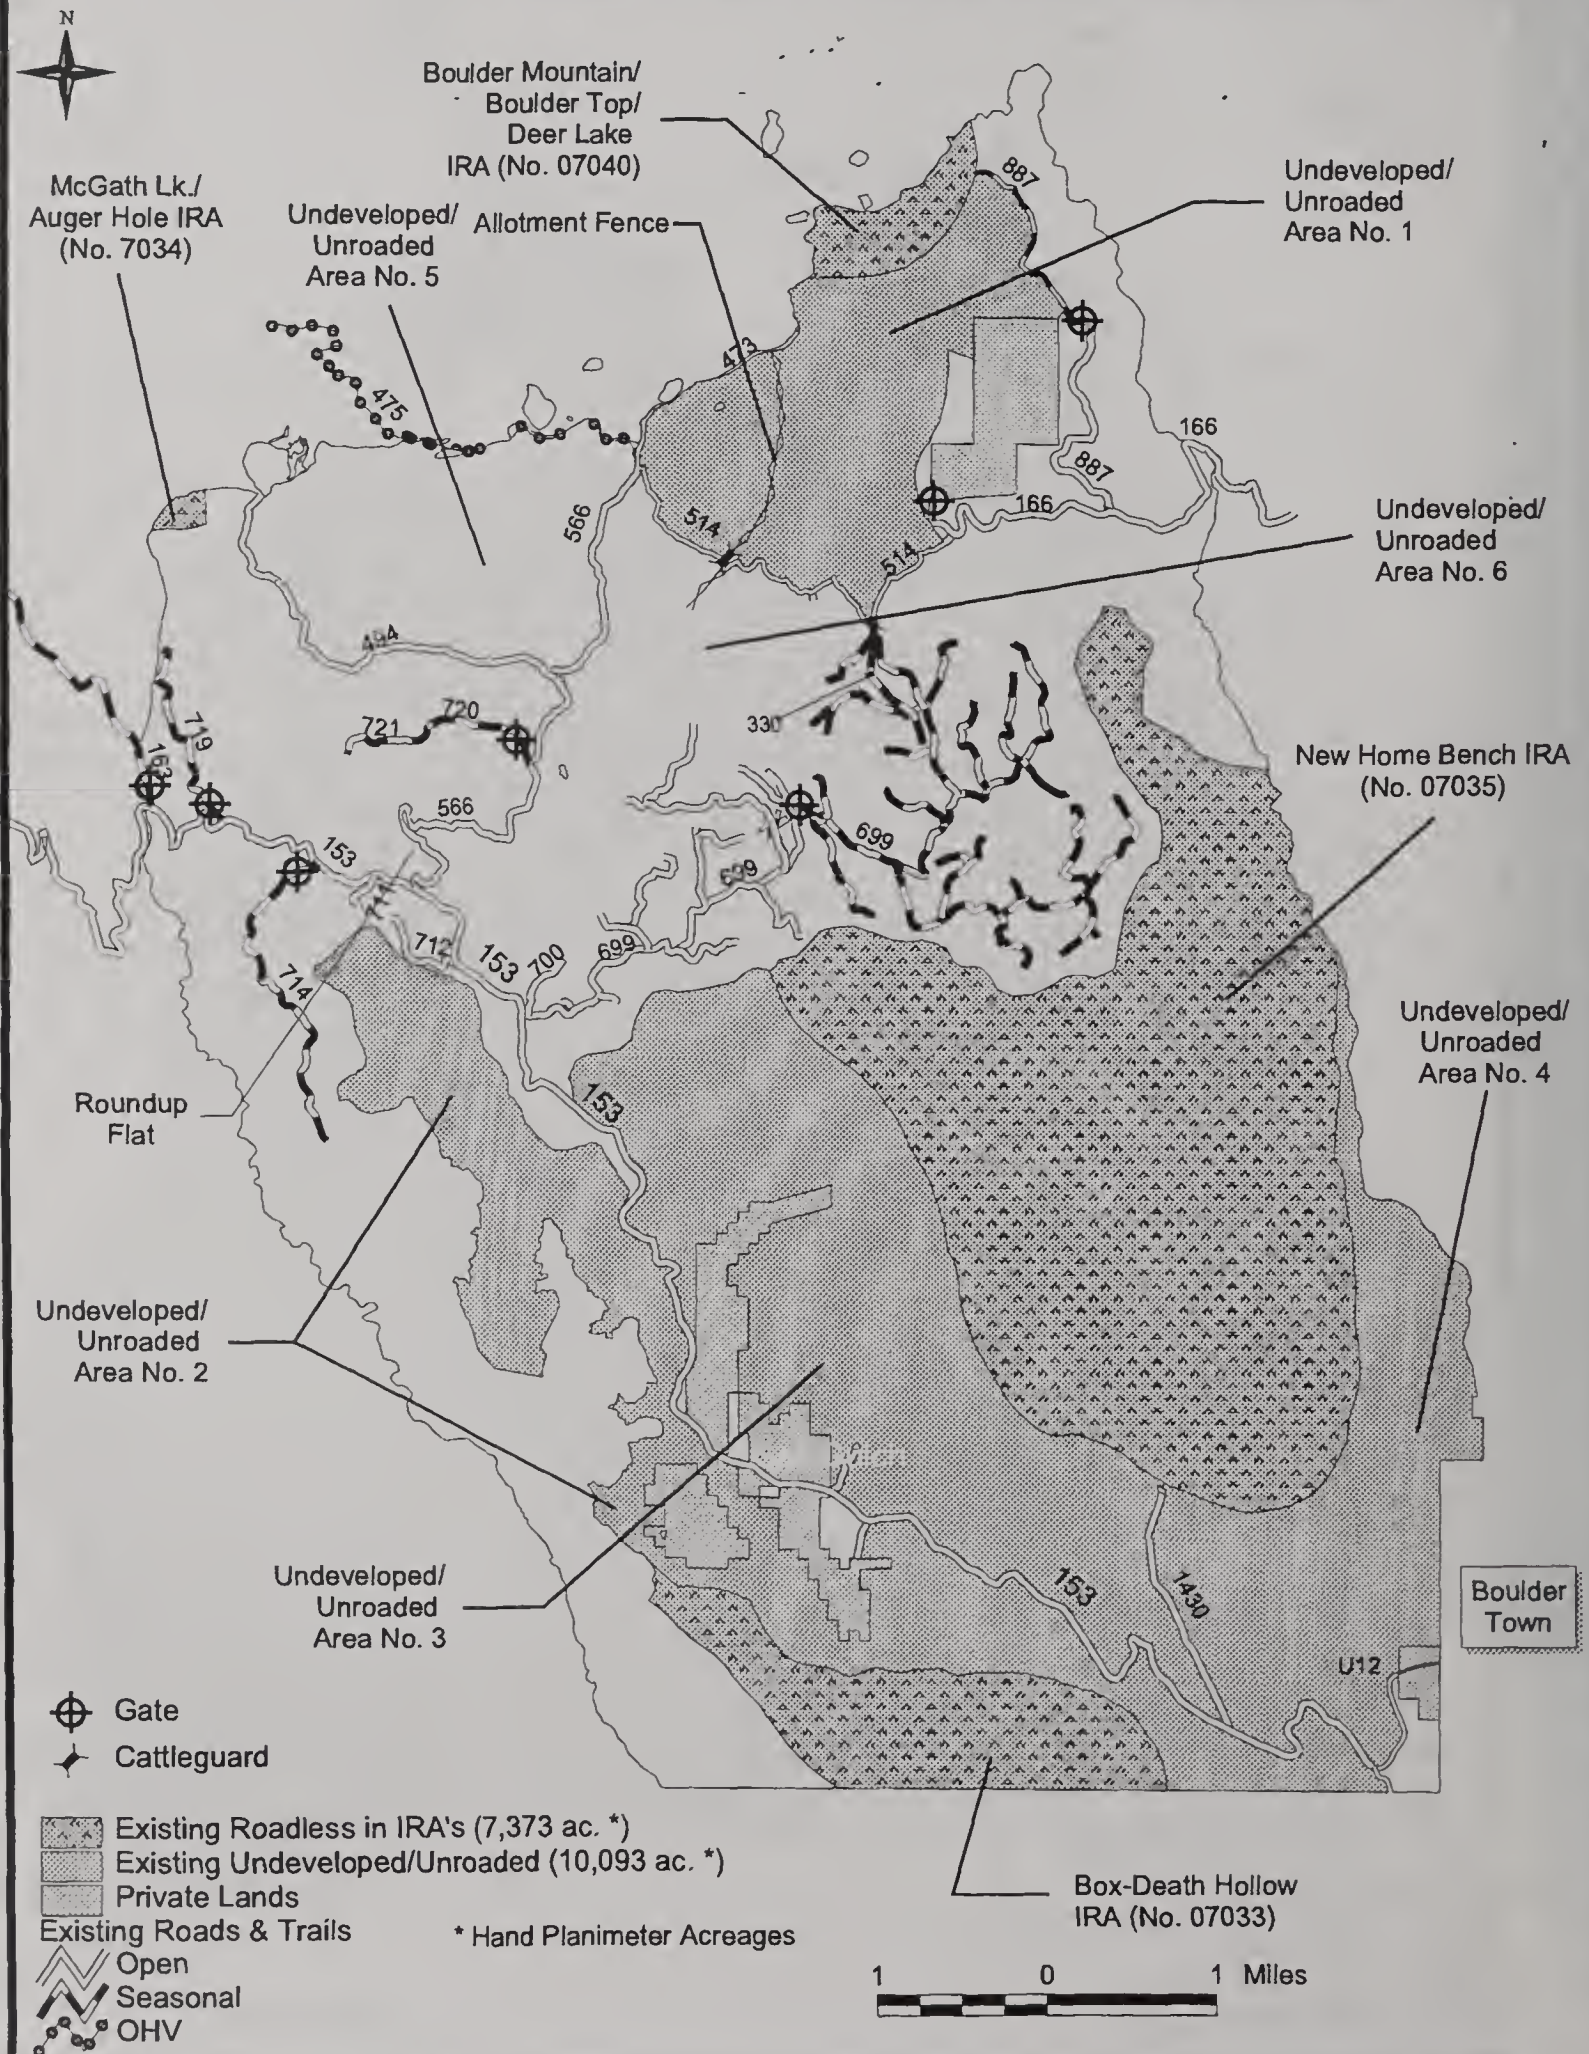 N
Boulder Mountain/
Boulder Top/
Deer Lake
IRA (No. 07040)
McGath Lk./
Auger Hole IRA
(No. 7034)
Undeveloped/
Unroaded
Area No. 5
Allotment Fence
887
Undeveloped/
Unroaded
Area No. 1
473
475
166
887
166
566
514
514
Undeveloped/
Unroaded
Area No. 6
494
721
720
330
719
163
New Home Bench IRA
(No. 07035)
566
153
699
699
711
712
153
700
699
714
Undeveloped/
Unroaded
Area No. 4
153
Roundup
Flat
Undeveloped/
Unroaded
Area No. 2
Undeveloped/
Unroaded
Area No. 3
153
1430
Boulder
Town
U12
Gate
Cattleguard
Existing Roadless in IRA's (7,373 ac. *)
Existing Undeveloped/Unroaded (10,093 ac. *)
Private Lands
Existing Roads & Trails
* Hand Planimeter Acreages
Open
Seasonal
OHV
Box-Death Hollow
IRA (No. 07033)
1 0 1 Miles